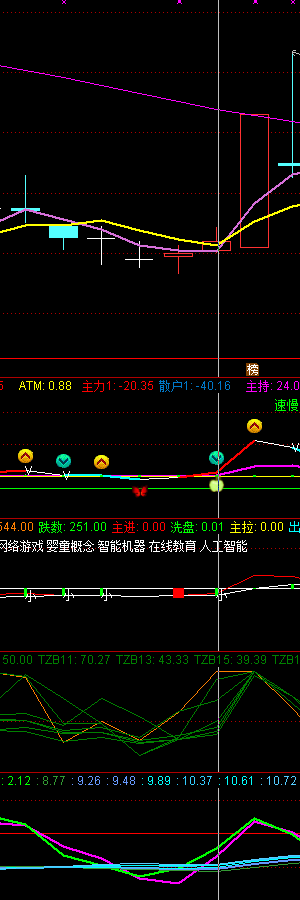 榜
5 ATM: 0.88 主力1: -20.35 散户1: -40.16 主持: 24.0
速慢
544.00 跌数: 251.00 主进: 0.00 洗盘: 0.01 主拉: 0.00 出
网络游戏 婴童概念 智能机器 在线教育 人工智能
50.00 TZB11: 70.27 TZB13: 43.33 TZB15: 39.39 TZB1
: 2.12 : 8.77 : 9.26 : 9.48 : 9.89 : 10.37 : 10.61 : 10.72